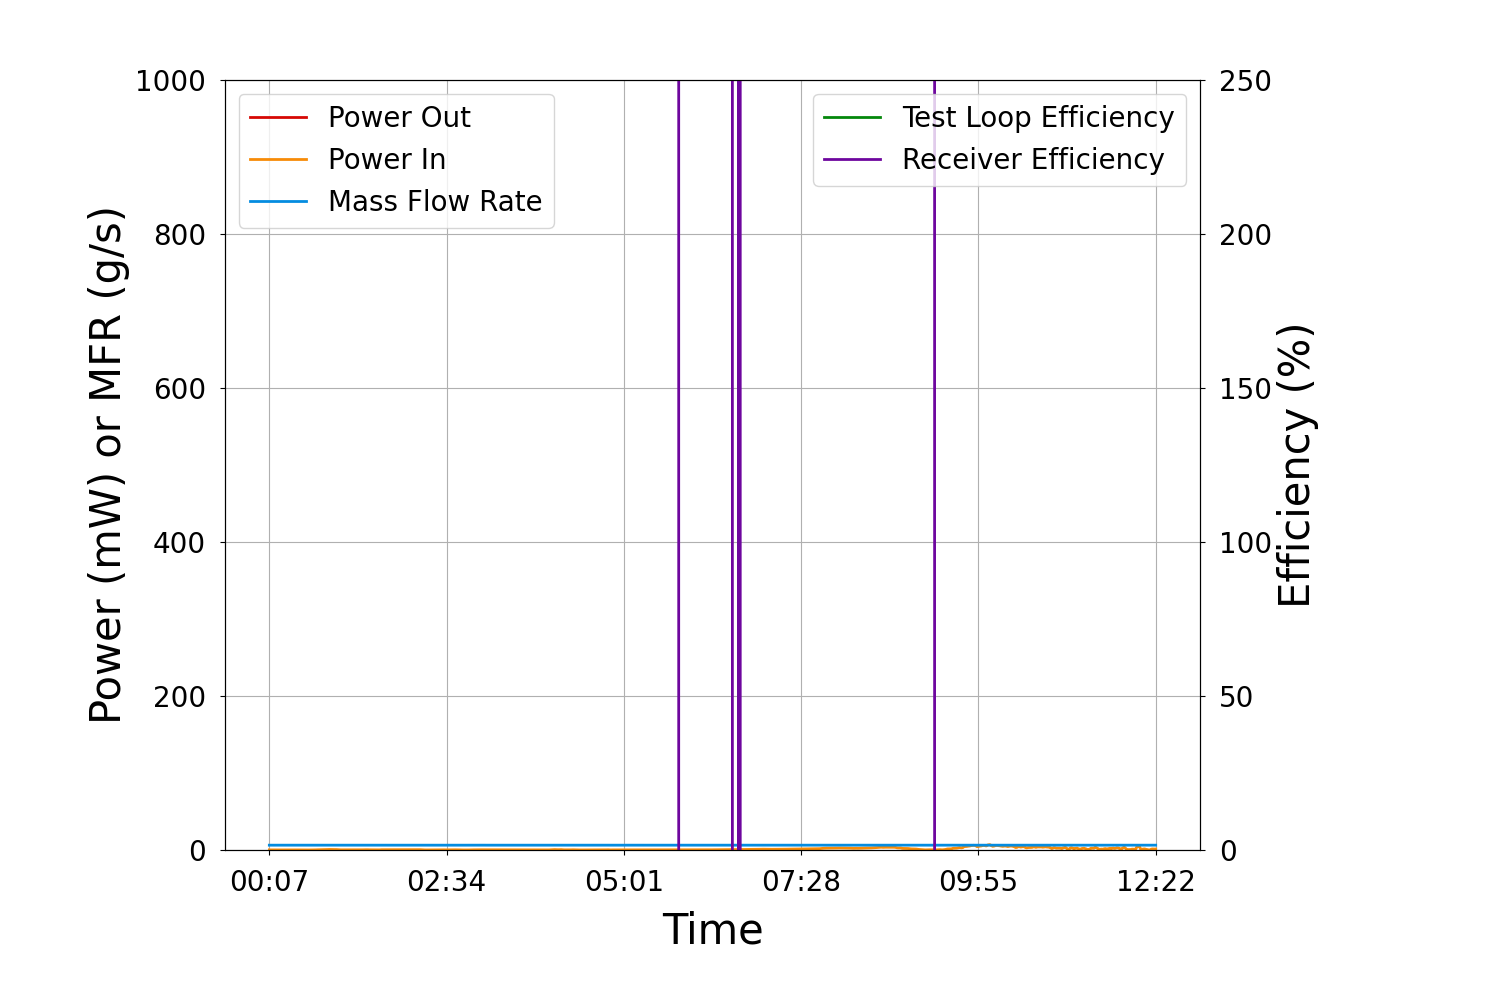 1000
800
600
400
200
0
Power (mW) or MFR (g/s)
Power Out
Power In
Mass Flow Rate
Test Loop Efficiency
Receiver Efficiency
250
200
150
100
50
0
Efficiency (%)
00:07 02:34 05:01 07:28 09:55 12:22
Time